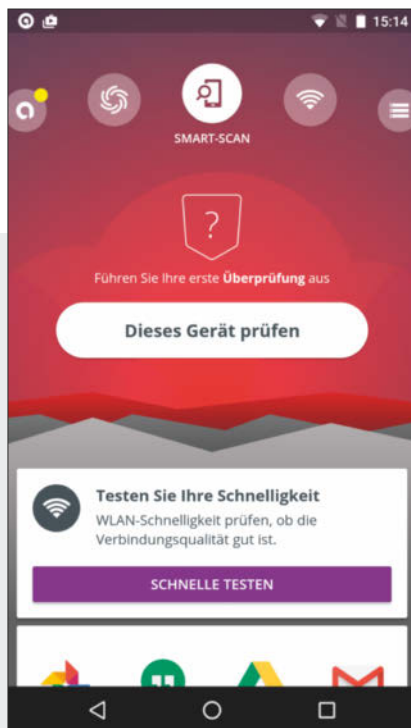 15:14
SMART-SCAN
?
Führen Sie Ihre erste Überprüfung aus
Dieses Gerät prüfen
Testen Sie Ihre Schnelligkeit
WLAN-Schnelligkeit prüfen, ob die
Verbindungsqualität gut ist.
SCHNELLE TESTEN